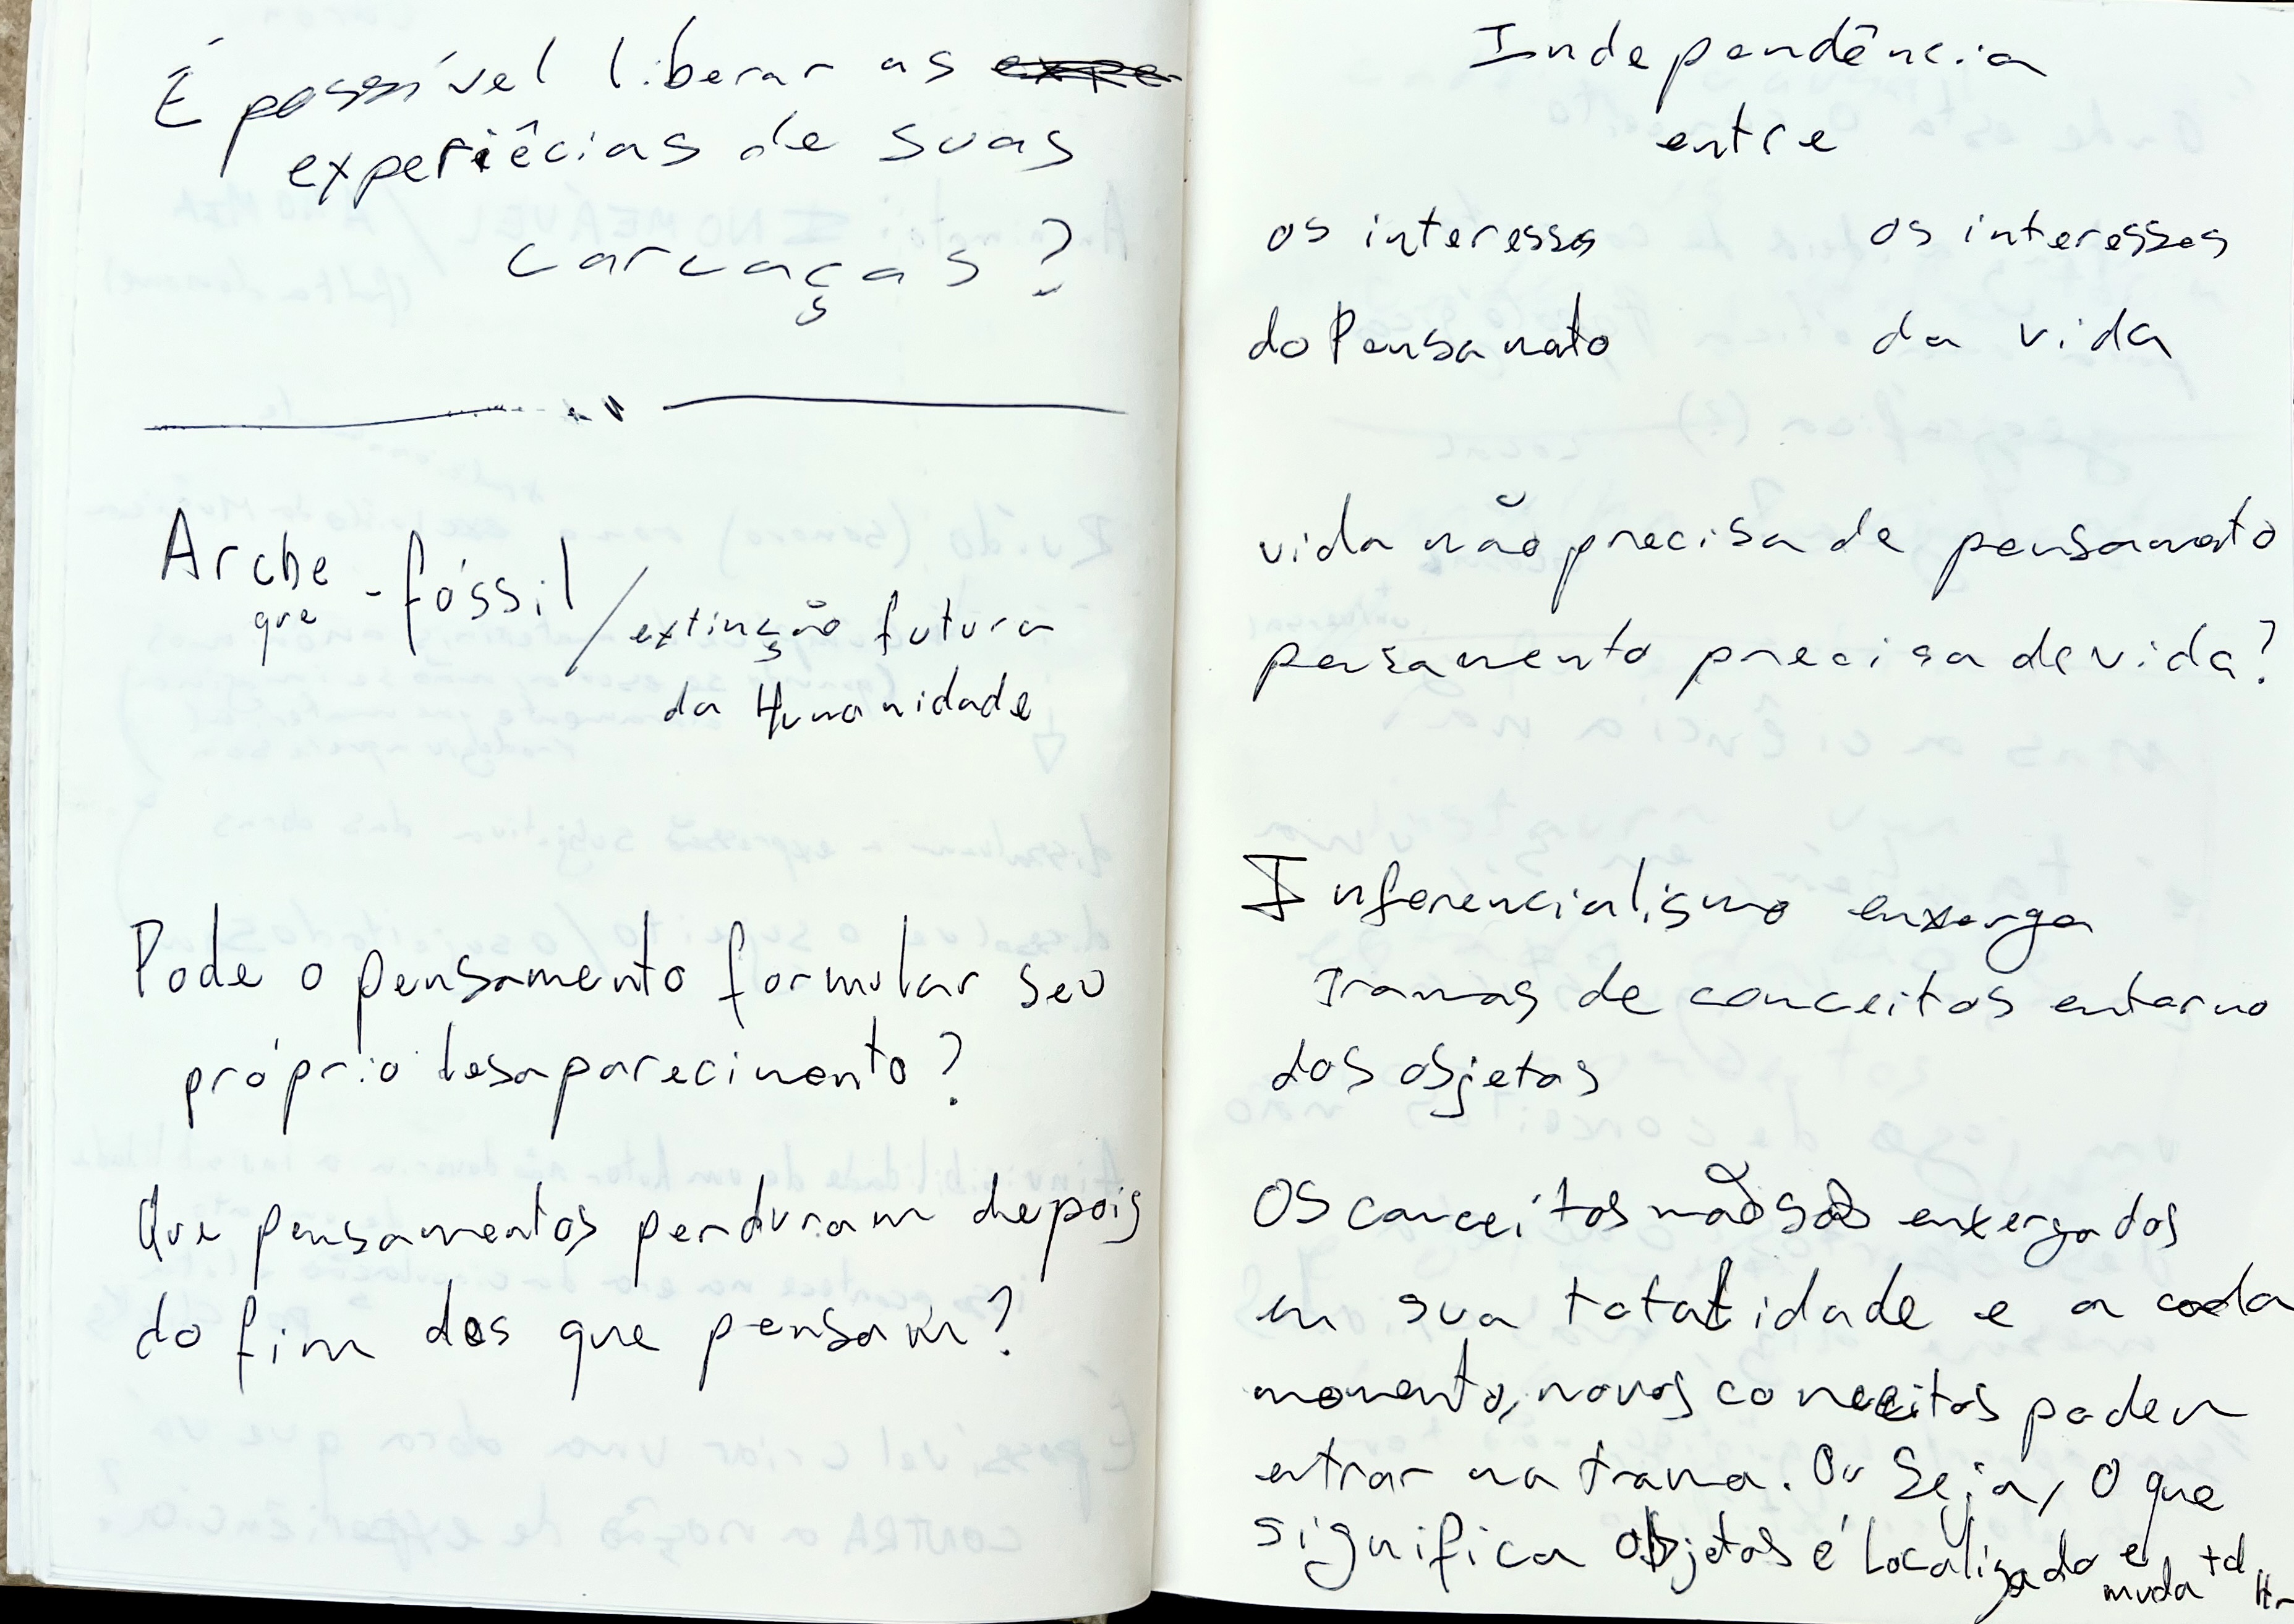 É possível liberar as
experiêcias de suas
carcaças?
Arche-fóssil / extinção futura
que
da Humanidade
Pode o pensamento formular seu
próprio desaparecimento?
Que pensamentos perduram depois
do fim dos que pensam?
Independência
entre
os interesses os interesses
do Pensanato da vida
vida não precisa de pensamento
pensamento precisa de vida?
Inferencialismo enxerga
Tramas de conceitos entorno
dos objetos
OS conceitos não são enxergados
em sua totalidade e a cada
momento, novos conceitos podem
entrar na trama. Ou Seja, O que
significa objetos é localizado e
muda td